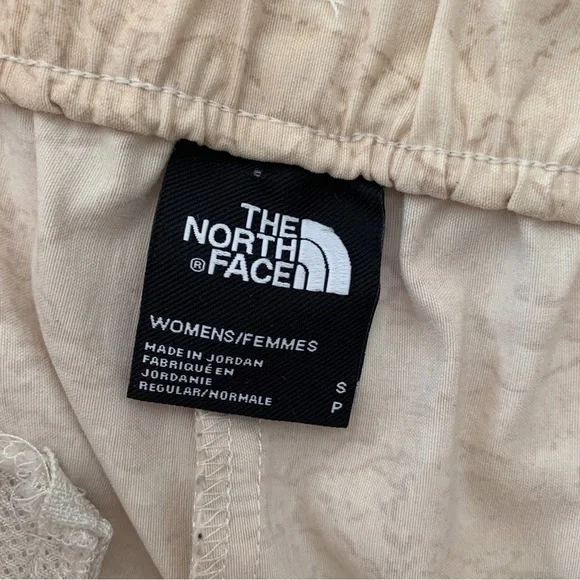 THE
NORTH
® FACE
WOMENS/FEMMES
MADE IN JORDAN
FABRIQUÉ EN
JORDANIE
REGULAR/NORMALE
S
P